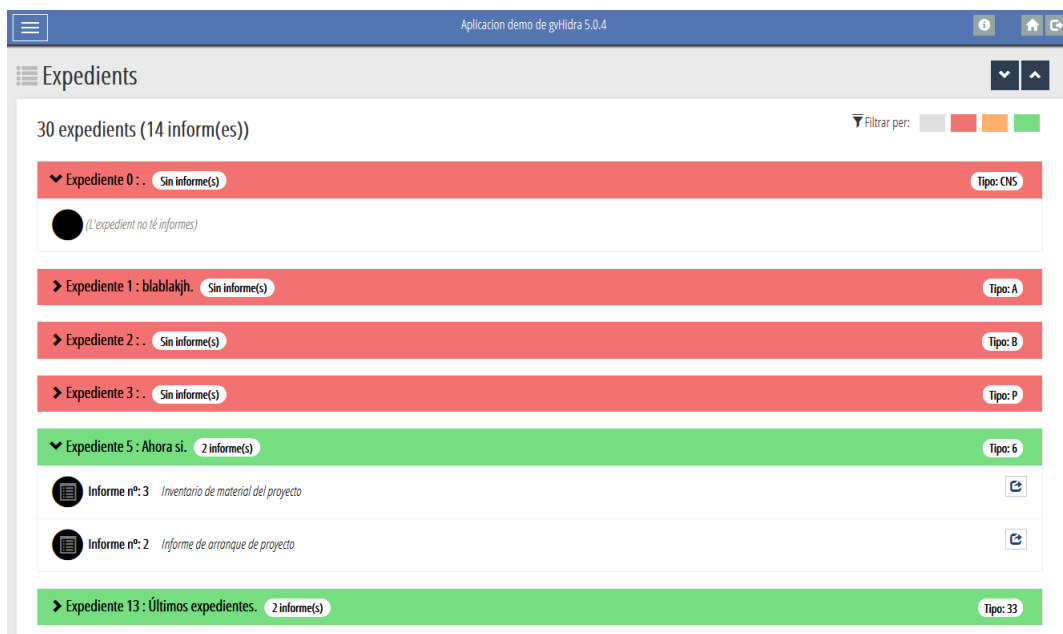 Aplicacion demo de gvHidra 5.0.4
Expedients
30 expedients (14 inform(es))
Filtrar per:
Expediente 0 : . Sin informe(s) Tipo: CNS
(L'expedient no té informes)
Expediente 1 : blablakjh. Sin informe(s) Tipo: A
Expediente 2 : . Sin informe(s) Tipo: B
Expediente 3 : . Sin informe(s) Tipo: P
Expediente 5 : Ahora si. 2 informe(s) Tipo: 6
Informe nº: 3 Inventario de material del proyecto
Informe nº: 2 Informe de arranque de proyecto
Expediente 13 : Últimos expedientes. 2 informe(s) Tipo: 33